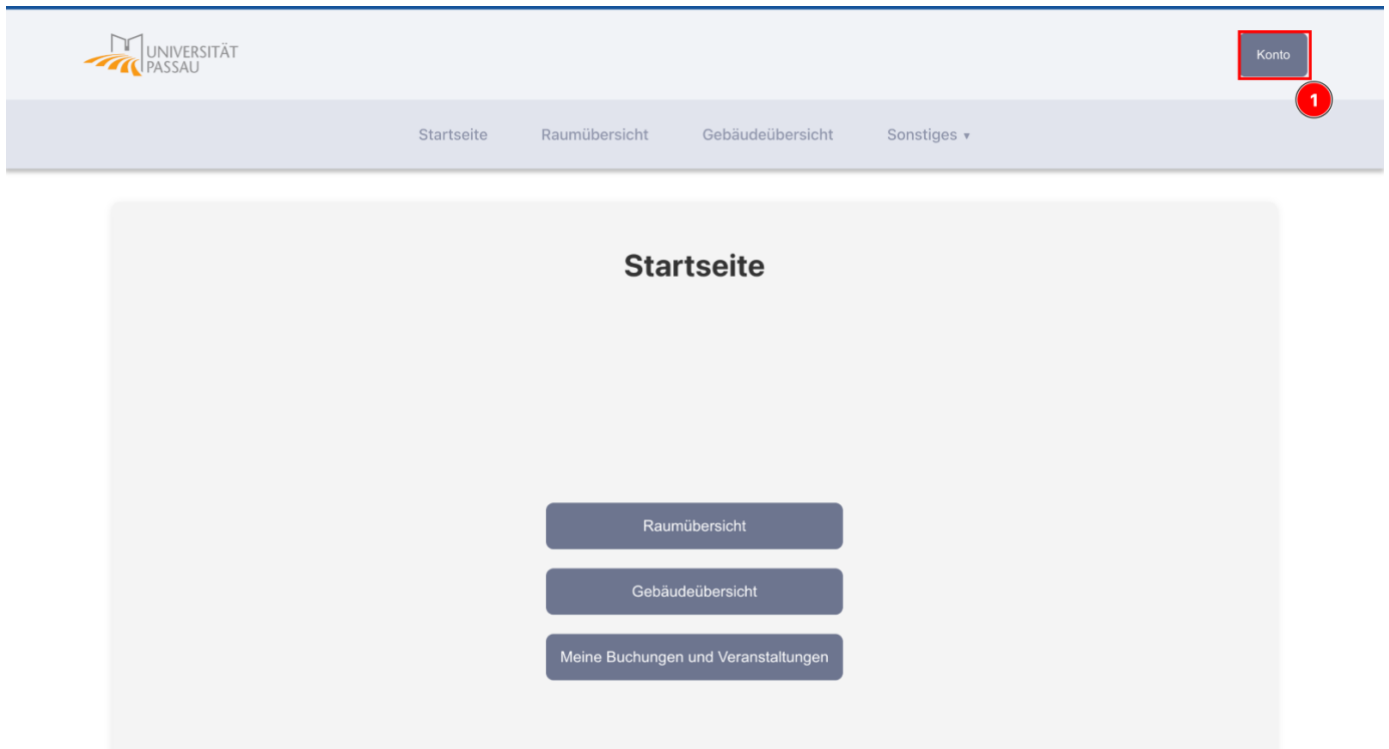 UNIVERSITÄT
PASSAU
Konto
1
Startseite Raumübersicht Gebäudeübersicht Sonstiges ▾
Startseite
Raumübersicht
Gebäudeübersicht
Meine Buchungen und Veranstaltungen